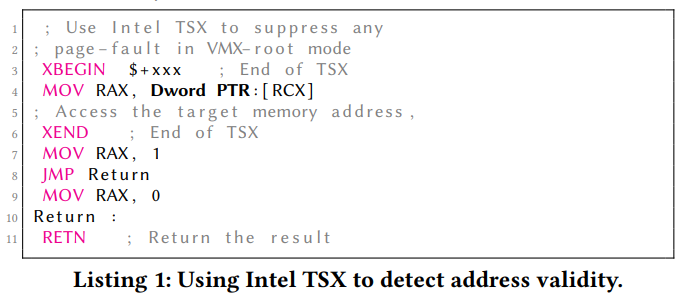 1 ; Use Intel TSX to suppress any
2 ; page-fault in VMX-root mode
3 XBEGIN $+xxx ; End of TSX
4 MOV RAX, Dword PTR:[RCX]
5 ; Access the target memory address,
6 XEND ; End of TSX
7 MOV RAX, 1
8 JMP Return
9 MOV RAX, 0
10 Return :
11 RETN ; Return the result
Listing 1: Using Intel TSX to detect address validity.